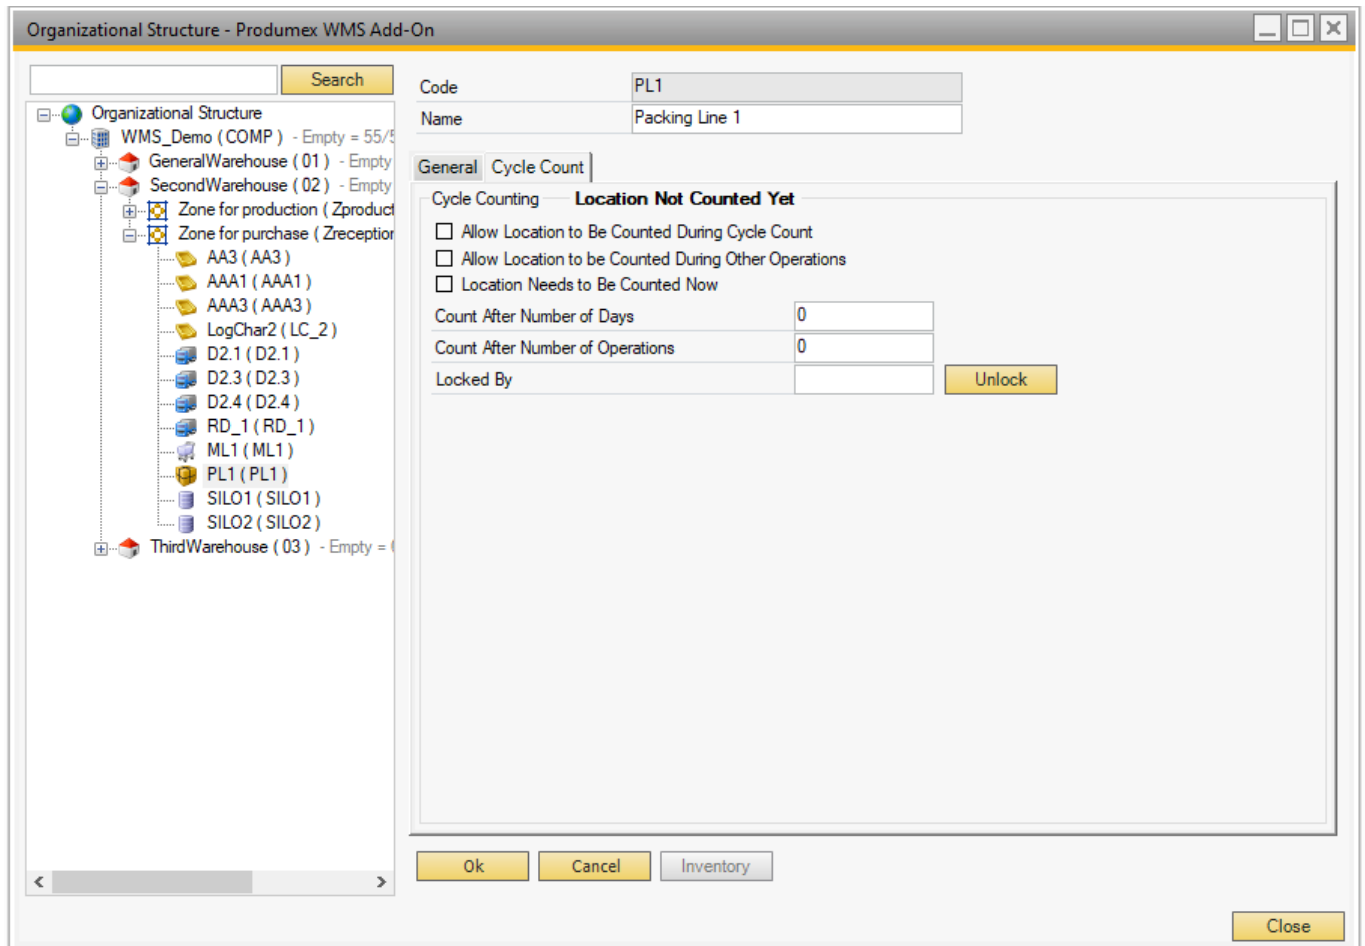 Organizational Structure - Produmex WMS Add-On
Search
Organizational Structure
WMS_Demo ( COMP ) - Empty = 55/
GeneralWarehouse ( 01 ) - Empty
SecondWarehouse ( 02 ) - Empty
Zone for production ( Zproduct
Zone for purchase ( Zreception
AA3 ( AA3 )
AAA1 ( AAA1 )
AAA3 ( AAA3 )
LogChar2 ( LC_2 )
D2.1 ( D2.1 )
D2.3 ( D2.3 )
D2.4 ( D2.4 )
RD_1 ( RD_1 )
ML1 ( ML1 )
PL1 ( PL1 )
SILO1 ( SILO1 )
SILO2 ( SILO2 )
ThirdWarehouse ( 03 ) - Empty =
Code PL1
Name Packing Line 1
General Cycle Count
Cycle Counting Location Not Counted Yet
Allow Location to Be Counted During Cycle Count
Allow Location to be Counted During Other Operations
Location Needs to Be Counted Now
Count After Number of Days 0
Count After Number of Operations 0
Locked By Unlock
Ok Cancel Inventory
Close